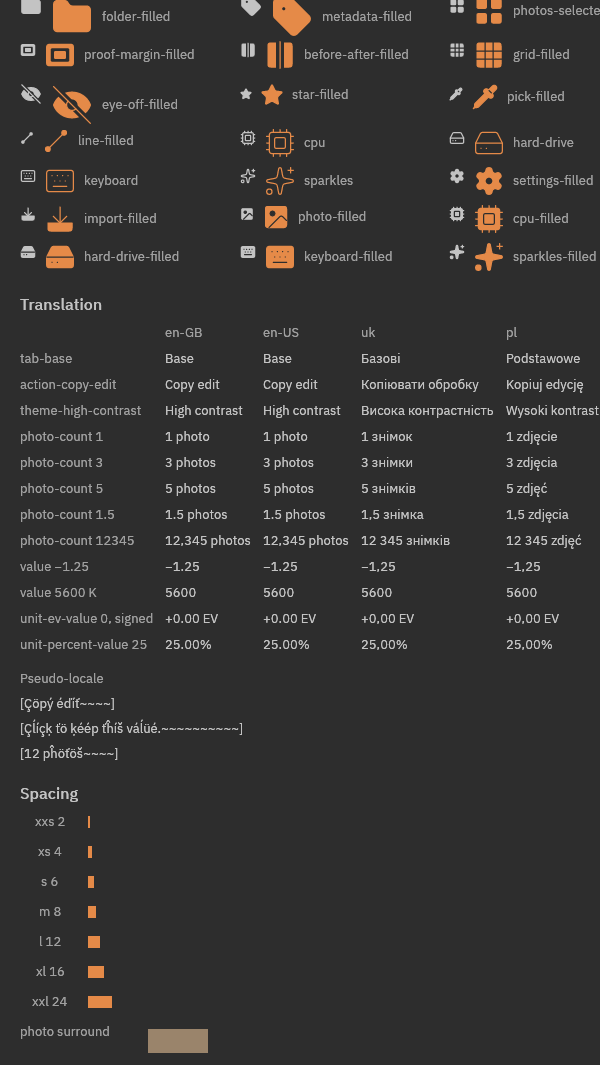 folder-filled metadata-filled photos-selecte
proof-margin-filled before-after-filled grid-filled
eye-off-filled star-filled pick-filled
line-filled cpu hard-drive
keyboard sparkles settings-filled
import-filled photo-filled cpu-filled
hard-drive-filled keyboard-filled sparkles-filled
Translation
en-GB en-US uk pl
tab-base Base Base Базові Podstawowe
action-copy-edit Copy edit Copy edit Копіювати обробку Kopiuj edycję
theme-high-contrast High contrast High contrast Висока контрастність Wysoki kontrast
photo-count 1 1 photo 1 photo 1 знімок 1 zdjęcie
photo-count 3 3 photos 3 photos 3 знімки 3 zdjęcia
photo-count 5 5 photos 5 photos 5 знімків 5 zdjęć
photo-count 1.5 1.5 photos 1.5 photos 1,5 знімка 1,5 zdjęcia
photo-count 12345 12,345 photos 12,345 photos 12 345 знімків 12 345 zdjęć
value −1.25 −1.25 −1.25 −1,25 −1,25
value 5600 K 5600 5600 5600 5600
unit-ev-value 0, signed +0.00 EV +0.00 EV +0,00 EV +0,00 EV
unit-percent-value 25 25.00% 25.00% 25,00% 25,00%
Pseudo-locale
[Çöpý éďíť~~~~]
[Çĺíçķ ťö ķéép ťĥíš váĺüé.~~~~~~~~~~]
[12 pĥöťöš~~~~]
Spacing
xxs 2
xs 4
s 6
m 8
l 12
xl 16
xxl 24
photo surround